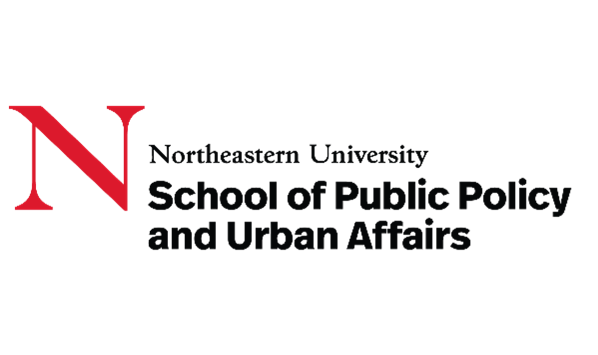 N
Northeastern University
School of Public Policy
and Urban Affairs